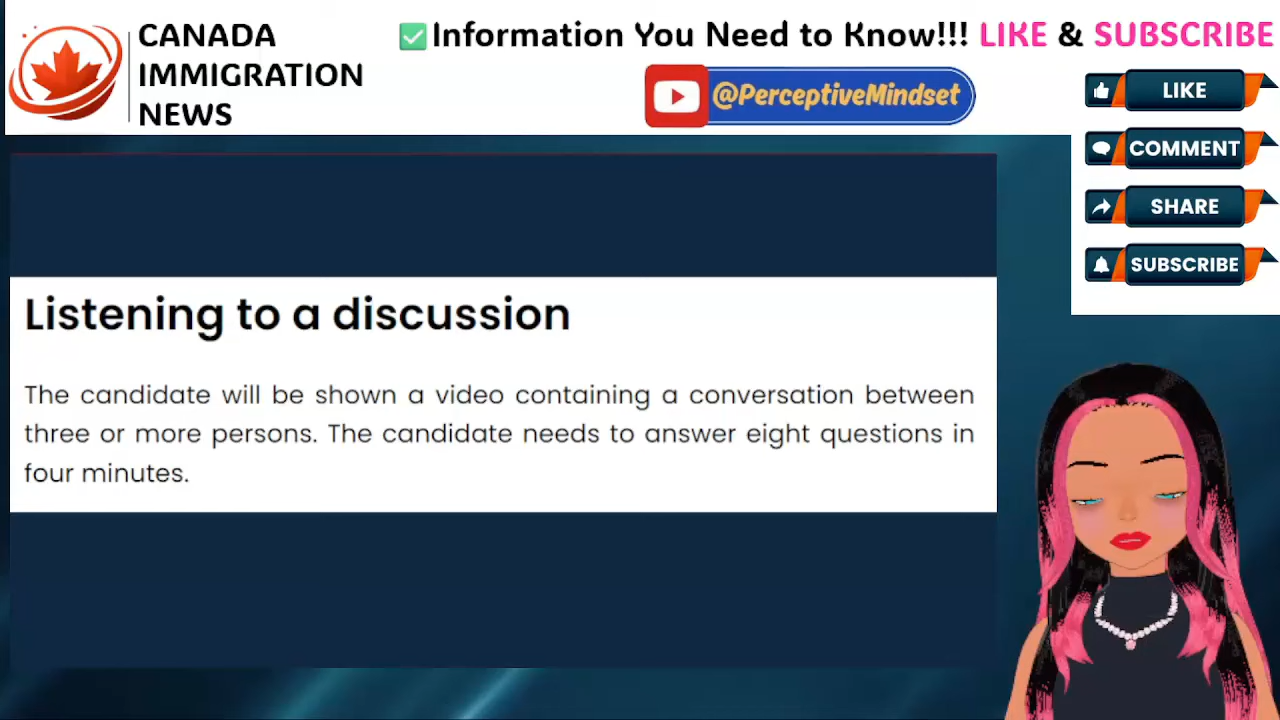 CANADA
IMMIGRATION
NEWS
✅Information You Need to Know!!! LIKE & SUBSCRIBE
@PerceptiveMindset
LIKE
COMMENT
SHARE
SUBSCRIBE
Listening to a discussion
The candidate will be shown a video containing a conversation between
three or more persons. The candidate needs to answer eight questions in
four minutes.